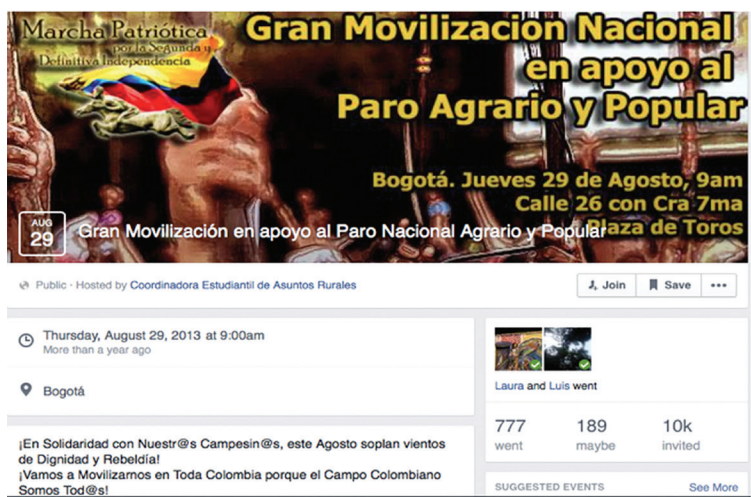 Marcha Patriótica
por la Segunda y
Definitiva Independencia
Gran Movilizacion Nacional
en apoyo al
Paro Agrario y Popular
Bogotá. Jueves 29 de Agosto, 9am
Calle 26 con Cra 7ma
Plaza de Toros
AUG
29
Gran Movilización en apoyo al Paro Nacional Agrario y Popular
Public · Hosted by Coordinadora Estudiantil de Asuntos Rurales
Join
Save
Thursday, August 29, 2013 at 9:00am
More than a year ago
Bogotá
¡En Solidaridad con Nuestr@s Campesin@s, este Agosto soplan vientos
de Dignidad y Rebeldía!
¡Vamos a Movilizarnos en Toda Colombia porque el Campo Colombiano
Somos Tod@s!
Laura and Luis went
777 189 10k
went maybe invited
SUGGESTED EVENTS See More